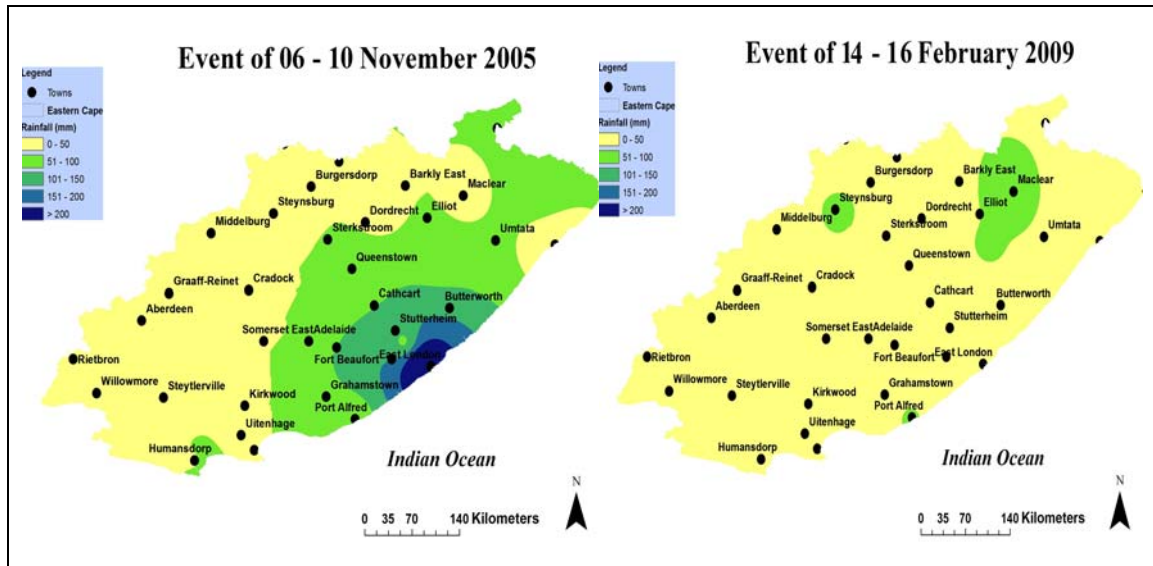 Event of 06 - 10 November 2005
Legend
Towns
Eastern Cape
Rainfall (mm)
0 - 50
51 - 100
101 - 150
151 - 200
> 200
Burgersdorp
Barkly East
Maclear
Steynsburg
Dordrecht
Elliot
Middelburg
Sterkstroom
Umtata
Queenstown
Graaff-Reinet
Cradock
Cathcart
Butterworth
Aberdeen
Stutterheim
Somerset EastAdelaide
Rietbron
Fort Beaufort
East London
Willowmore
Steytlerville
Kirkwood
Grahamstown
Port Alfred
Uitenhage
Humansdorp
Indian Ocean
N
0 35 70 140 Kilometers
Event of 14 - 16 February 2009
Legend
Towns
Eastern Cape
Rainfall (mm)
0 - 50
51 - 100
101 - 150
151 - 200
> 200
Burgersdorp
Barkly East
Maclear
Steynsburg
Dordrecht
Elliot
Middelburg
Sterkstroom
Umtata
Queenstown
Graaff-Reinet
Cradock
Cathcart
Butterworth
Aberdeen
Stutterheim
Somerset EastAdelaide
Rietbron
Fort Beaufort
East London
Willowmore
Steytlerville
Kirkwood
Grahamstown
Port Alfred
Uitenhage
Humansdorp
Indian Ocean
N
0 35 70 140 Kilometers